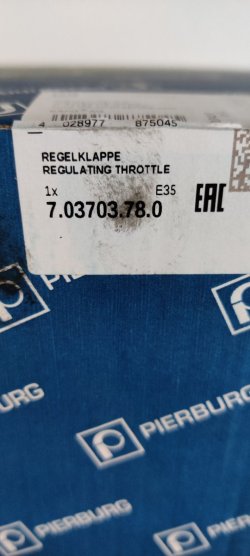 4 028977 875045
REGELKLAPPE
REGULATING THROTTLE
1x E35
7.03703.78.0
EAC
PIERBURG
PIERBURG
PIERBURG
PIERBURG